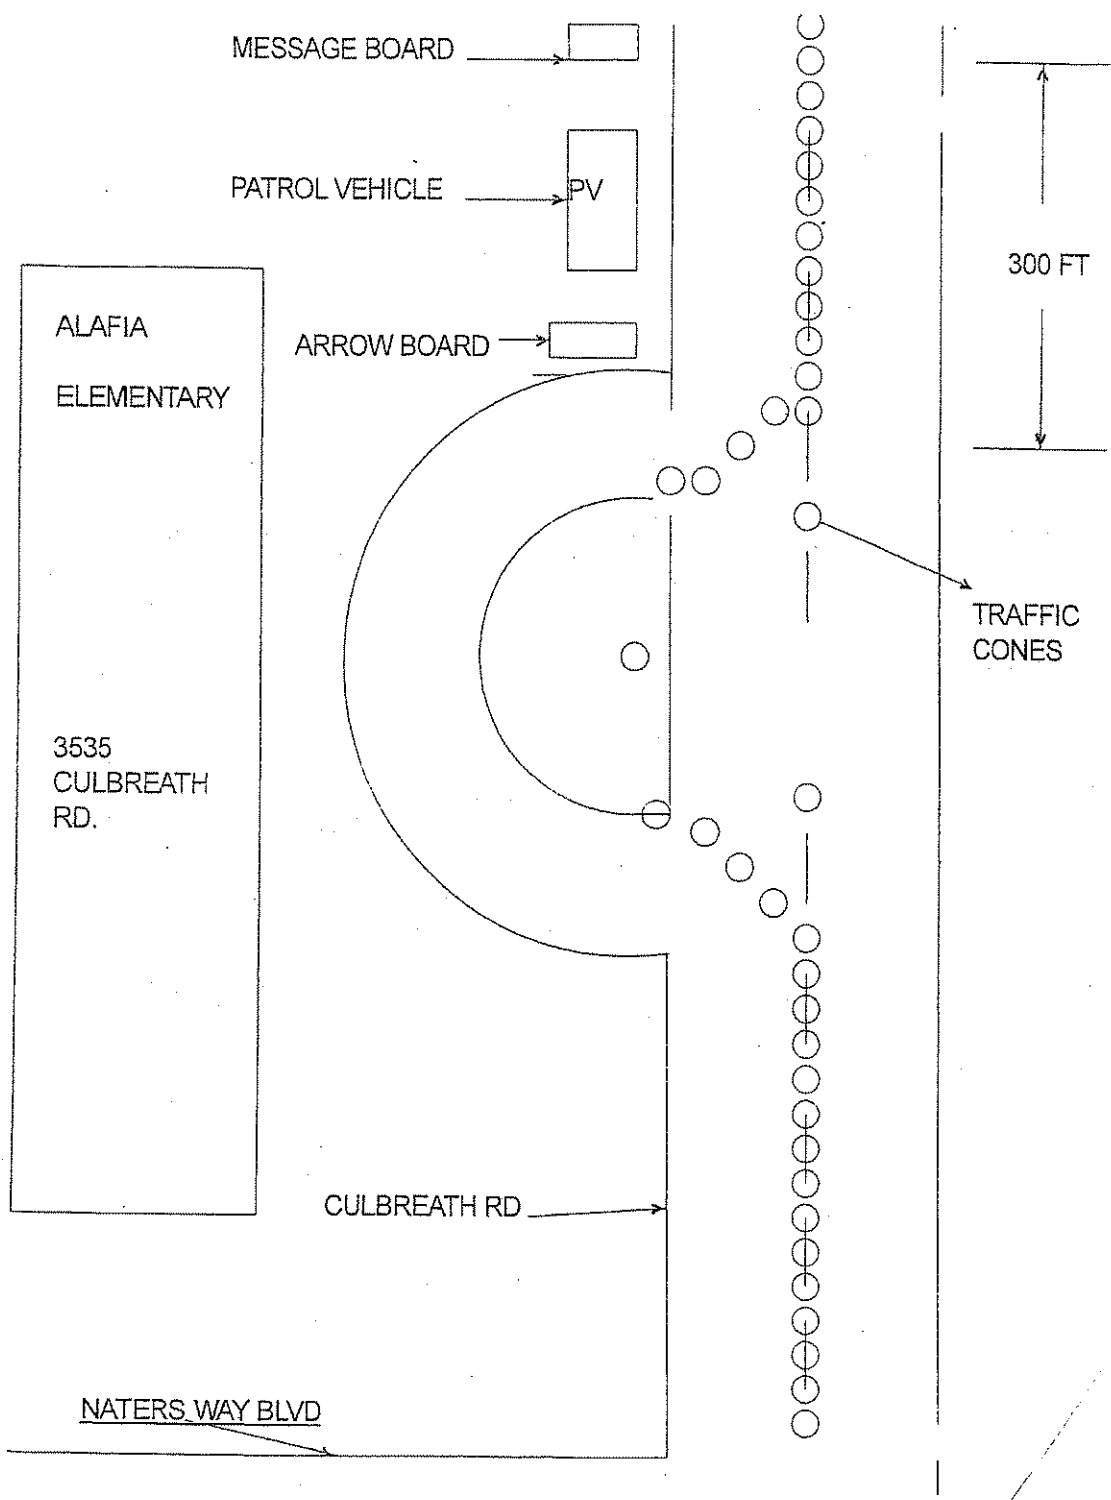 MESSAGE BOARD
PATROL VEHICLE
PV
300 FT
ALAFIA
ELEMENTARY
ARROW BOARD
TRAFFIC
CONES
3535
CULBREATH
RD.
CULBREATH RD
NATERS WAY BLVD